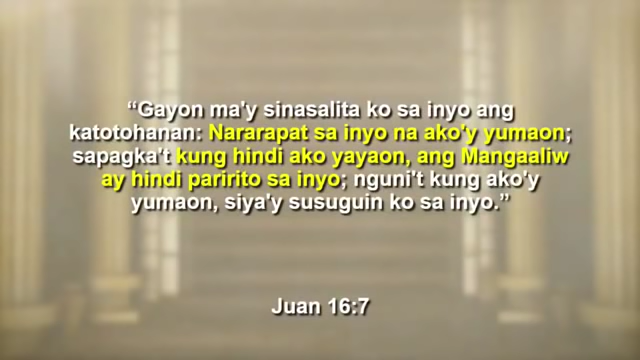 “Gayon ma'y sinasalita ko sa inyo ang
katotohanan: Nararapat sa inyo na ako'y yumaon;
sapagka't kung hindi ako yayaon, ang Mangaaliw
ay hindi paririto sa inyo; nguni't kung ako'y
yumaon, siya'y susuguin ko sa inyo.”
Juan 16:7